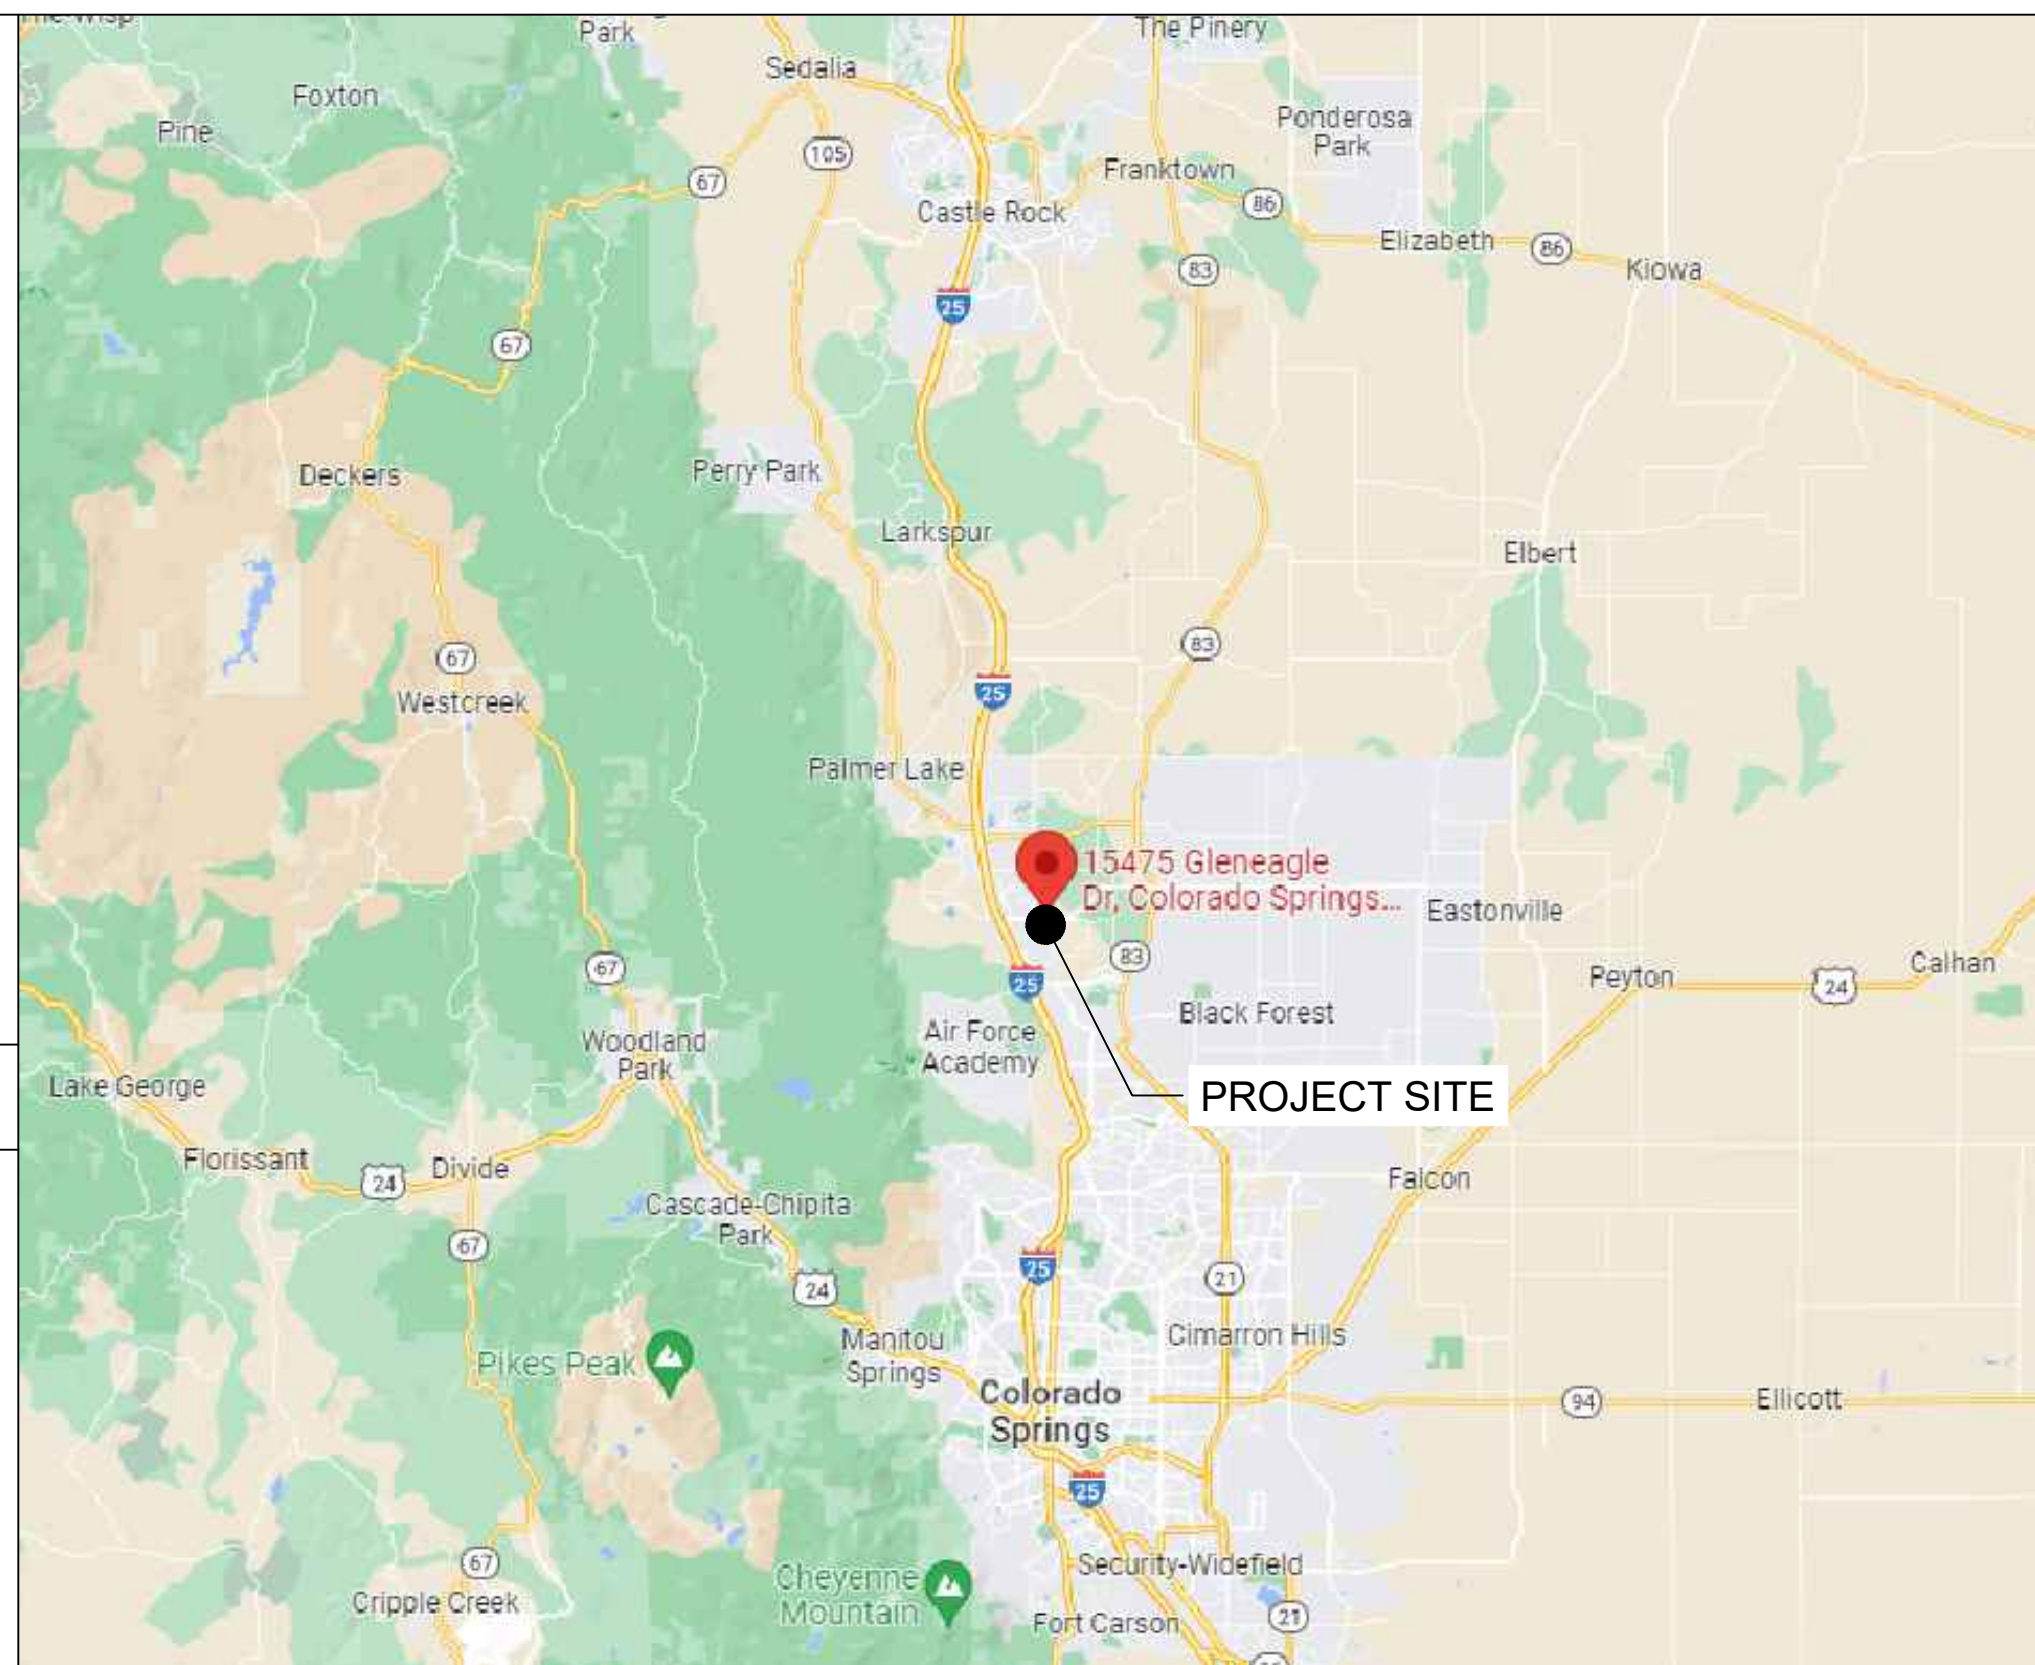 Park
The Pinery
Sedalia
Foxton
Pine
Ponderosa
Park
105
Franktown
67
86
Castle Rock
Elizabeth
86
Kiowa
83
25
67
Deckers
Perry Park
Larkspur
Elbert
83
67
25
Westcreek
Palmer Lake
15475 Gleneagle
Dr, Colorado Springs...
Eastonville
83
67
Calhan
Peyton
24
25
Black Forest
Air Force
Academy
Woodland
Park
Lake George
PROJECT SITE
Florissant
Divide
24
Falcon
Cascade-Chipita
Park
67
25
21
24
Cimarron Hills
Manitou
Springs
Pikes Peak
Colorado
Springs
94
Ellicott
25
67
Security-Widefield
Cheyenne
Mountain
Cripple Creek
Fort Carson
21